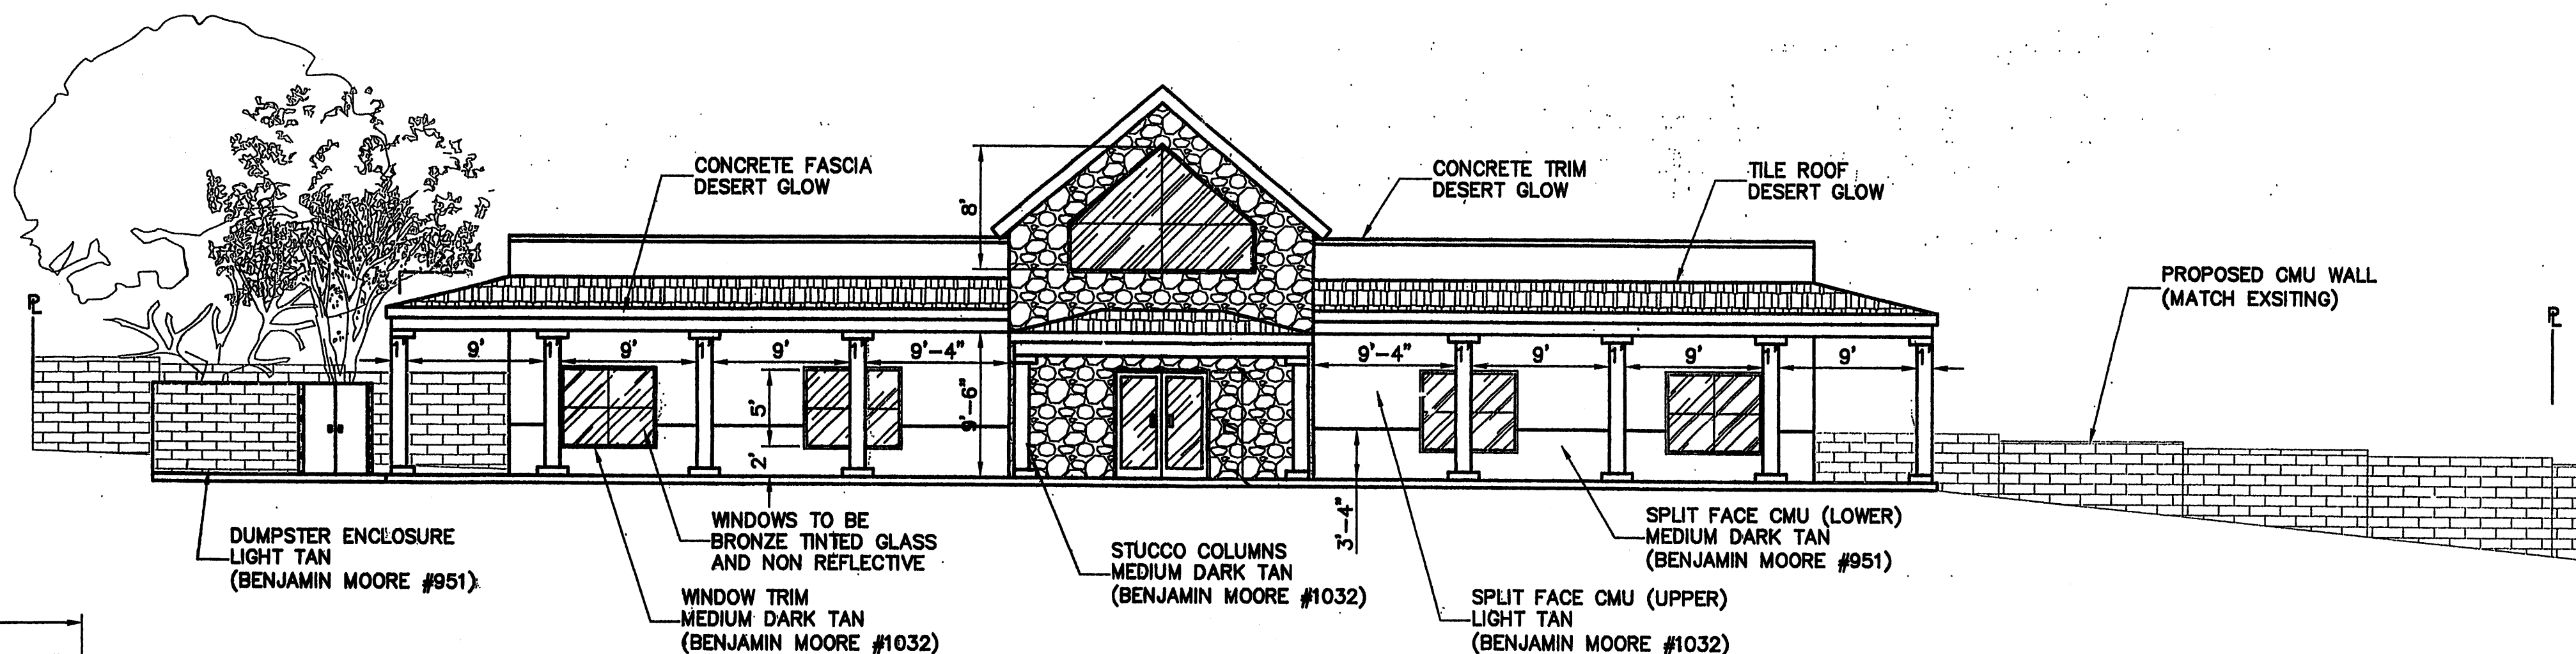 CONCRETE FASCIA
DESERT GLOW
CONCRETE TRIM
DESERT GLOW
TILE ROOF
DESERT GLOW
8'
PROPOSED CMU WALL
(MATCH EXSITING)
PL
PL
1'
9'
1'
9'
1'
9'
1'
9'-4"
9'-4"
1'
9'
1'
9'
1'
9'
1'
5'
2'
9'-6"
3'-4"
DUMPSTER ENCLOSURE
LIGHT TAN
(BENJAMIN MOORE #951)
WINDOWS TO BE
BRONZE TINTED GLASS
AND NON REFLECTIVE
WINDOW TRIM
MEDIUM DARK TAN
(BENJAMIN MOORE #1032)
STUCCO COLUMNS
MEDIUM DARK TAN
(BENJAMIN MOORE #1032)
SPLIT FACE CMU (LOWER)
MEDIUM DARK TAN
(BENJAMIN MOORE #951)
SPLIT FACE CMU (UPPER)
LIGHT TAN
(BENJAMIN MOORE #1032)